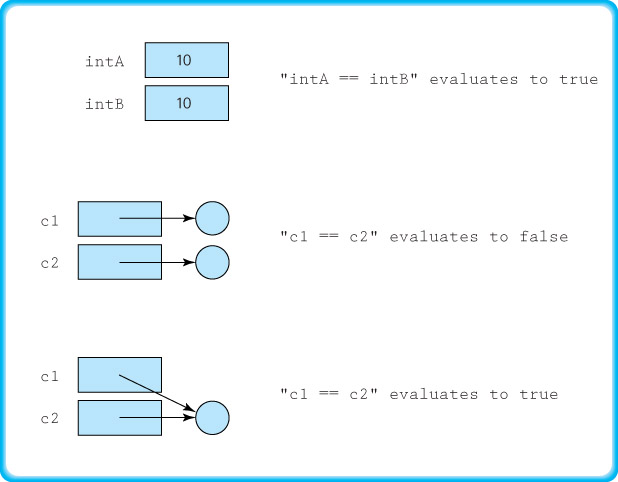 intA 10
"intA == intB" evaluates to true
intB 10
c1
"c1 == c2" evaluates to false
c2
c1
"c1 == c2" evaluates to true
c2